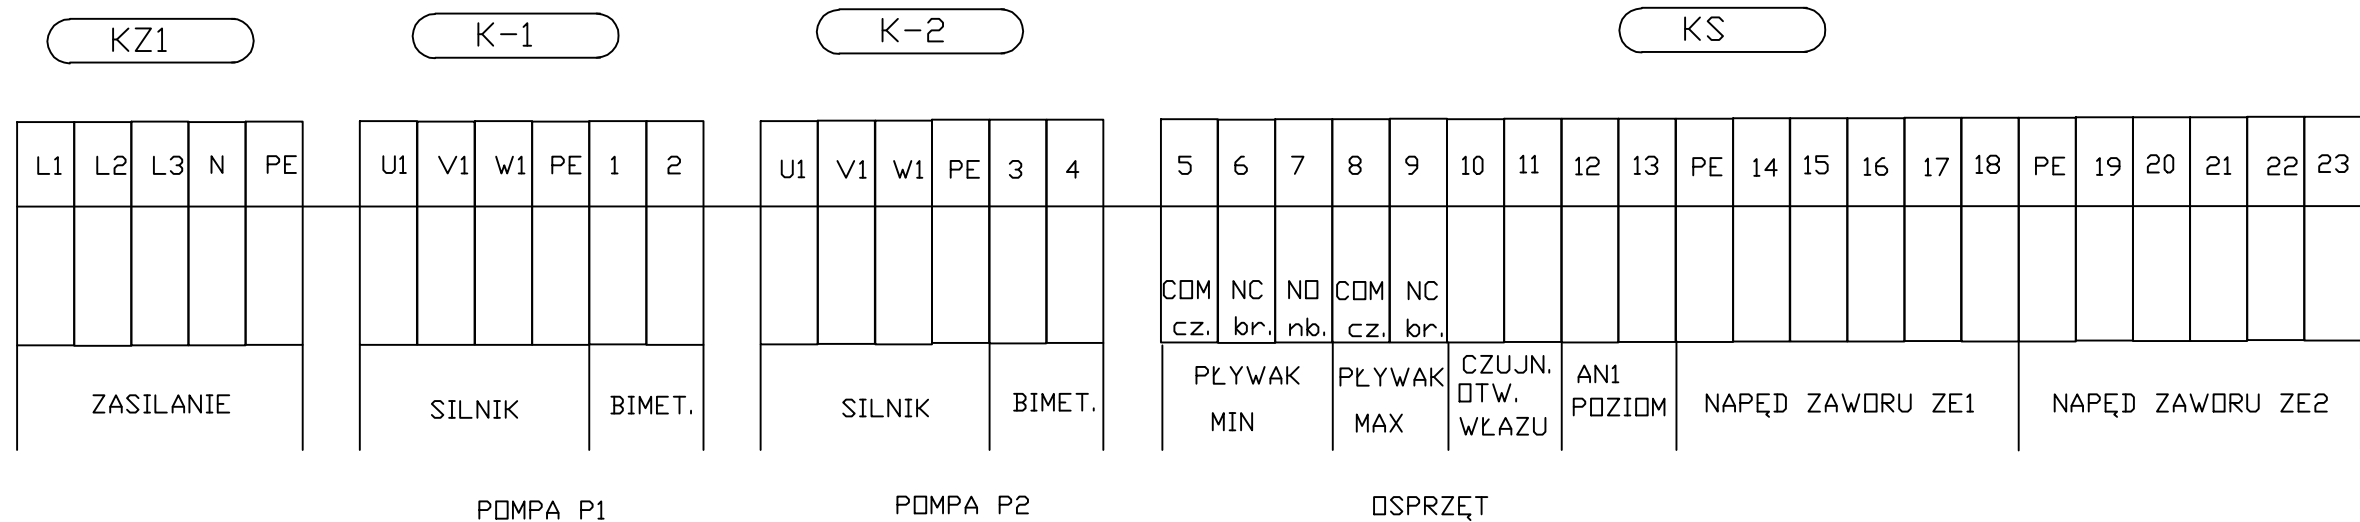 KZ1 K-1 K-2 KS
L1 L2 L3 N PE U1 V1 W1 PE 1 2 U1 V1 W1 PE 3 4 5 6 7 8 9 10 11 12 13 PE 14 15 16 17 18 PE 19 20 21 22 23
COM NC NO COM NC
cz. br. nb. cz. br.
ZASILANIE
SILNIK
BIMET.
SILNIK
BIMET.
PŁYWAK
MIN
PŁYWAK
MAX
CZUJN.
OTW.
WŁAZU
AN1
POZIOM
NAPĘD ZAWORU ZE1
NAPĘD ZAWORU ZE2
POMPA P1
POMPA P2
OSPRZĘT